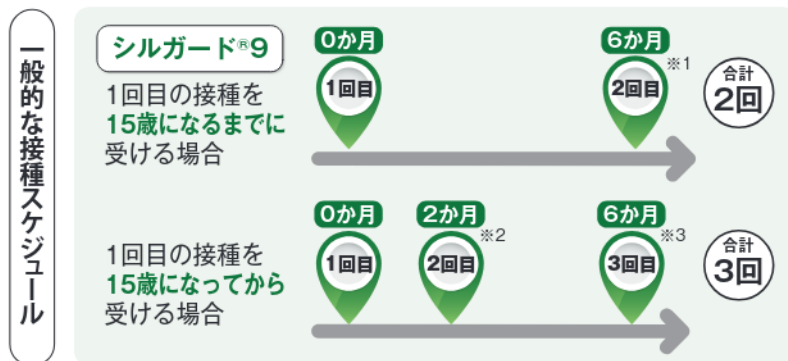 一般的な接種スケジュール
シルガード®9
1回目の接種を
15歳になるまでに
受ける場合
0か月
1回目
6か月
※1
2回目
合計
2回
1回目の接種を
15歳になってから
受ける場合
0か月
1回目
2か月
※2
2回目
6か月
※3
3回目
合計
3回